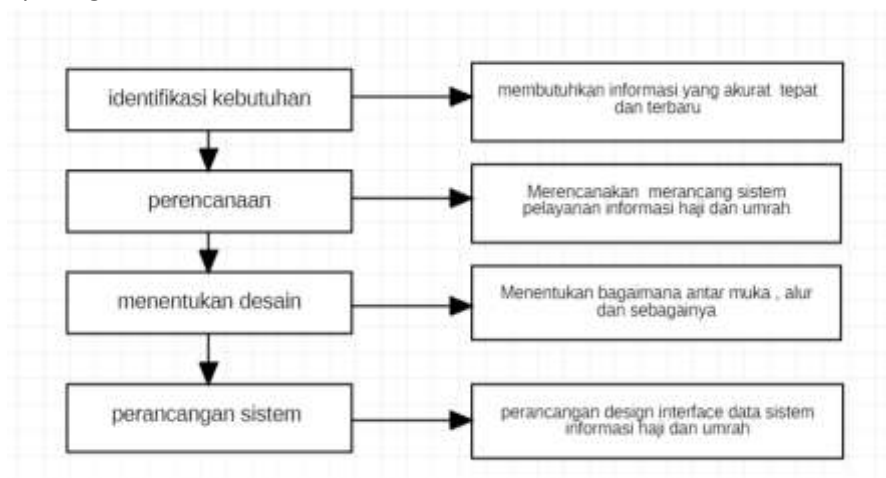 identifikasi kebutuhan
membutuhkan informasi yang akurat tepat
dan terbaru
perencanaan
Merencanakan merancang sistem
pelayanan informasi haji dan umrah
menentukan desain
Menentukan bagaimana antar muka , alur
dan sebagainya
perancangan sistem
perancangan design interface data sistem
informasi haji dan umrah